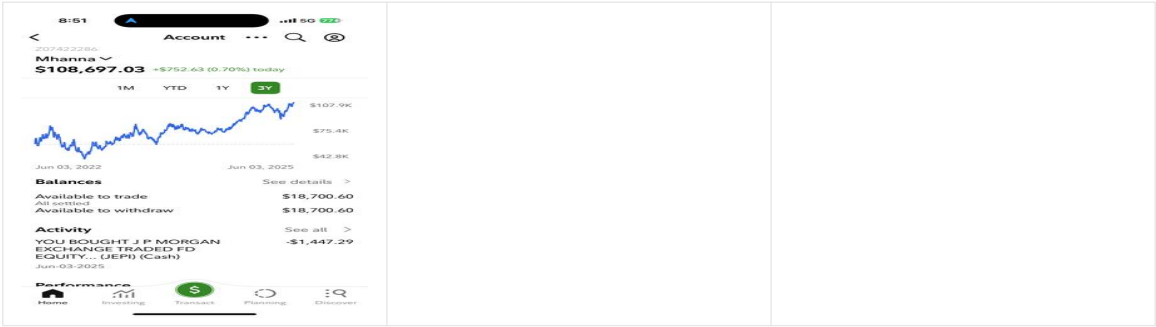 8:51 5G 77
Account
Z07422286
Mhanna
$108,697.03 +$752.63 (0.70%) today
1M YTD 1Y 3Y
$107.9K
$75.4K
$42.8K
Jun 03, 2022 Jun 03, 2025
Balances See details >
Available to trade $18,700.60
All settled
Available to withdraw $18,700.60
Activity See all >
YOU BOUGHT J P MORGAN -$1,447.29
EXCHANGE TRADED FD
EQUITY... (JEPI) (Cash)
Jun-03-2025
Performance
$
Home Investing Transact Planning Discover